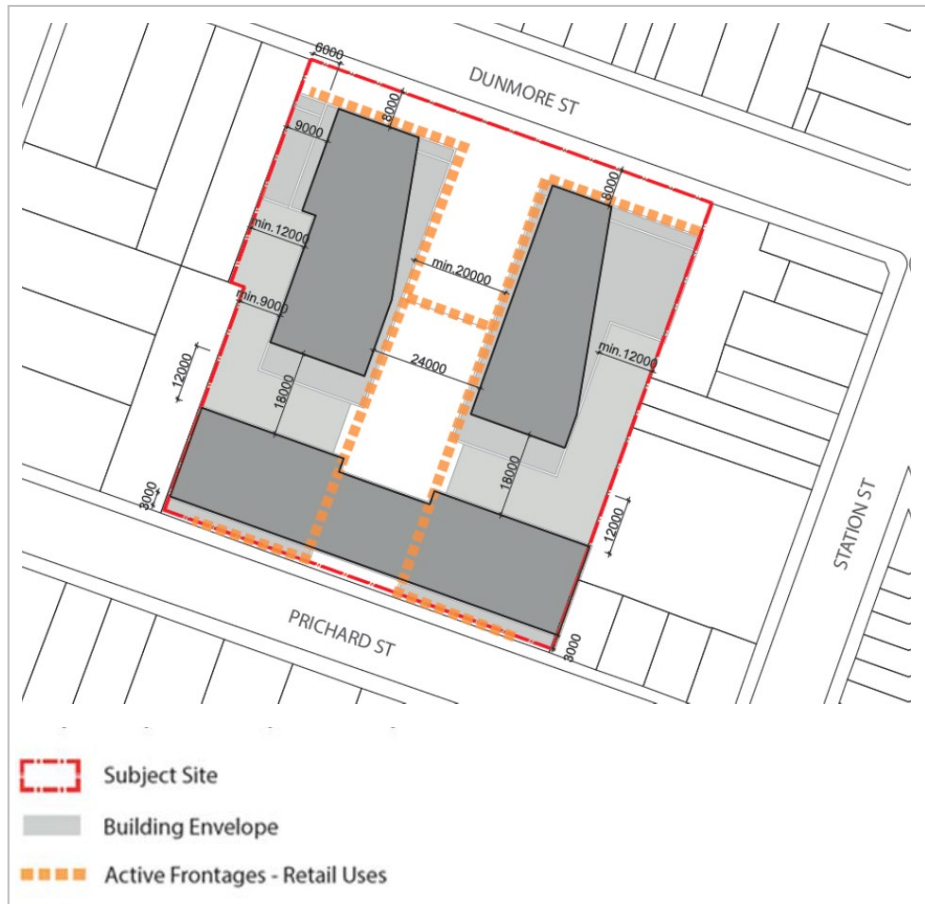 6000
DUNMORE ST
8000
9000
8000
min.12000
min.20000
min.9000
24000
min.12000
12000
18000
18000
3000
12000
STATION ST
PRICHARD ST
3000
Subject Site
Building Envelope
Active Frontages - Retail Uses